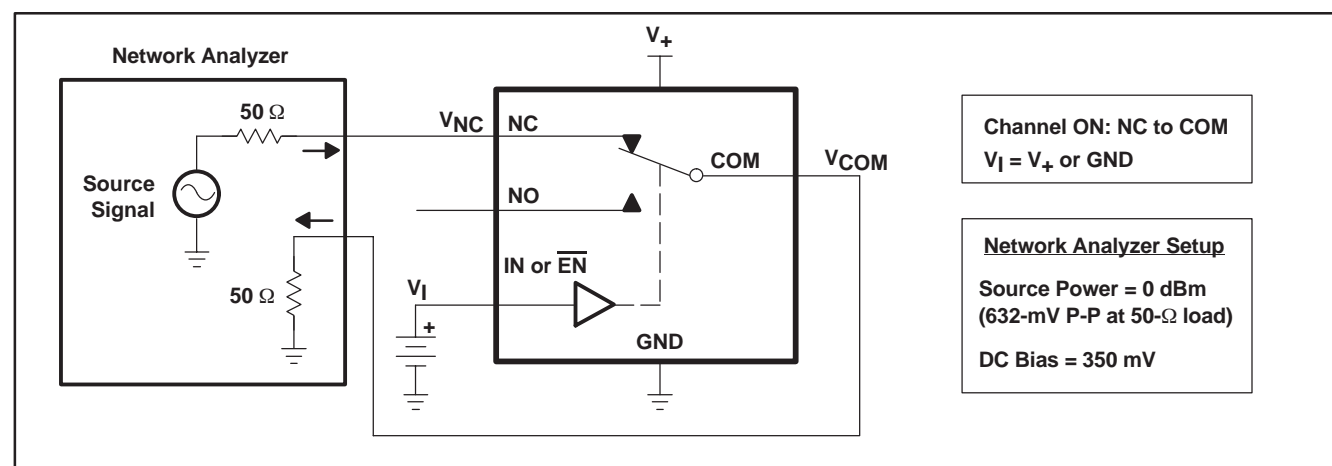 Network Analyzer
50 Ω
Source
Signal
50 Ω
V+
VNC
NC
NO
COM
VCOM
IN or E̅N̅
VI
+
GND
Channel ON: NC to COM
VI = V+ or GND
Network Analyzer Setup
Source Power = 0 dBm
(632-mV P-P at 50-Ω load)
DC Bias = 350 mV